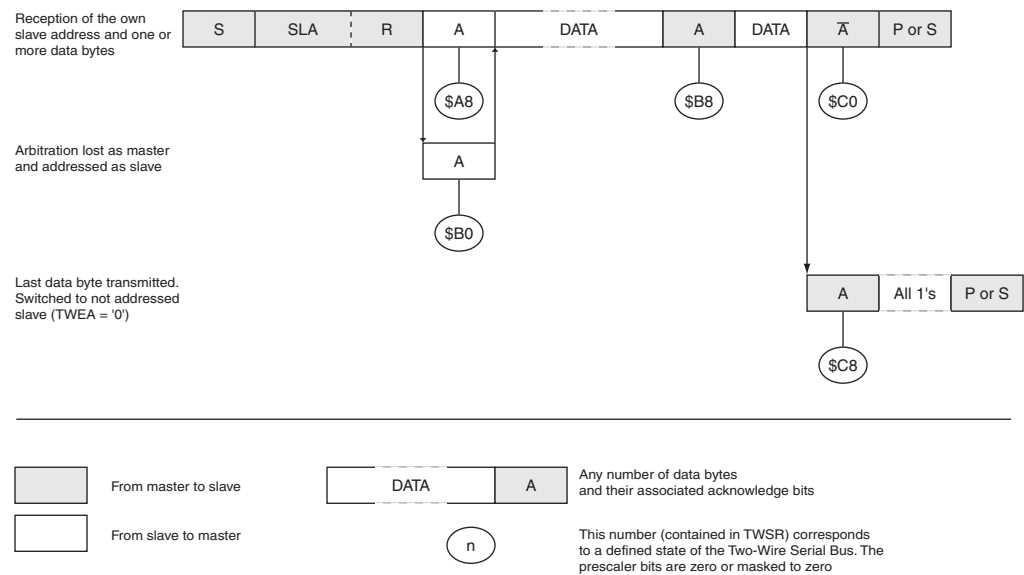 Reception of the own
slave address and one or
more data bytes
S SLA R A DATA A DATA A̅ P or S
$A8 $B8 $C0
Arbitration lost as master
and addressed as slave
A
$B0
Last data byte transmitted.
Switched to not addressed
slave (TWEA = '0')
A All 1's P or S
$C8
From master to slave
DATA A
Any number of data bytes
and their associated acknowledge bits
From slave to master
n
This number (contained in TWSR) corresponds
to a defined state of the Two-Wire Serial Bus. The
prescaler bits are zero or masked to zero